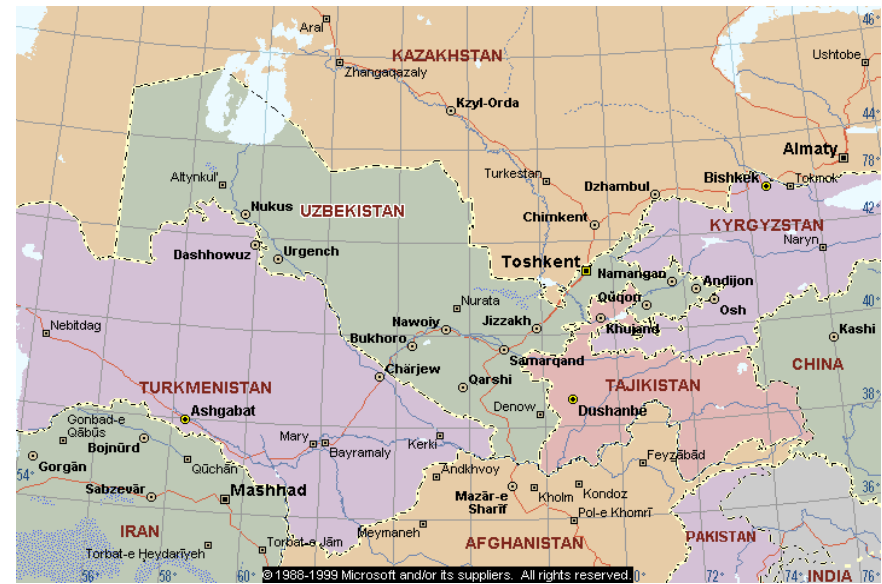 46°
Aral
KAZAKHSTAN
Ushtobe
Zhangaqazaly
Kzyl-Orda
44°
Almaty
78°
Turkestan
Dzhambul
Bishkek
Tokmok
Altynkul'
42°
Nukus
UZBEKISTAN
Chimkent
KYRGYZSTAN
Naryn
Dashhowuz
Urgench
Toshkent
Namangan
Andijon
Qŭqon
Osh
40°
Nurata
Nawoiy
Jizzakh
Khujand
Kashi
Nebitdag
Bukhoro
Samarqand
CHINA
Chärjew
TURKMENISTAN
Qarshi
TAJIKISTAN
Ashgabat
Denow
Dushanbe
38°
Gonbad-e
Qābūs
Bojnūrd
Mary
Bayramaly
Kerki
Gorgān
Qūchān
Feyzābād
54°
Andkhvoy
Sabzevār
Mashhad
Mazār-e
Sharīf
Kholm
Kondoz
36°
Pol-e Khomrī
Meymaneh
IRAN
AFGHANISTAN
PAKISTAN
Torbat-e Jām
Torbat-e Heydarīyeh
56°
58°
60°
©1988-1999 Microsoft and/or its suppliers. All rights reserved.
72°
74°
INDIA
76°